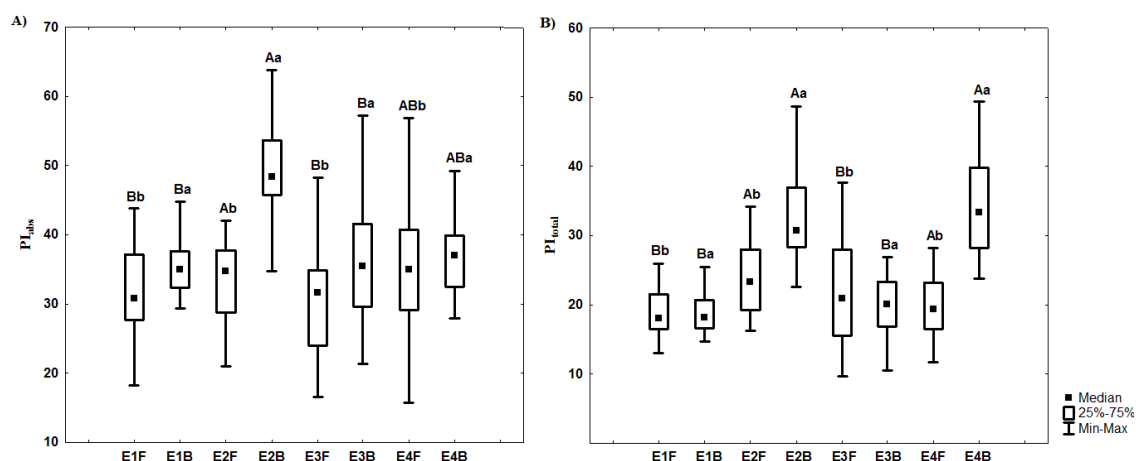 A)
70
60
50
40
30
20
10
PIabs
Bb Ba Ab Aa Bb Ba ABb ABa
E1F E1B E2F E2B E3F E3B E4F E4B
B)
60
50
40
30
20
10
PItotal
Bb Ba Ab Aa Bb Ba Ab Aa
E1F E1B E2F E2B E3F E3B E4F E4B
Median
25%-75%
Min-Max